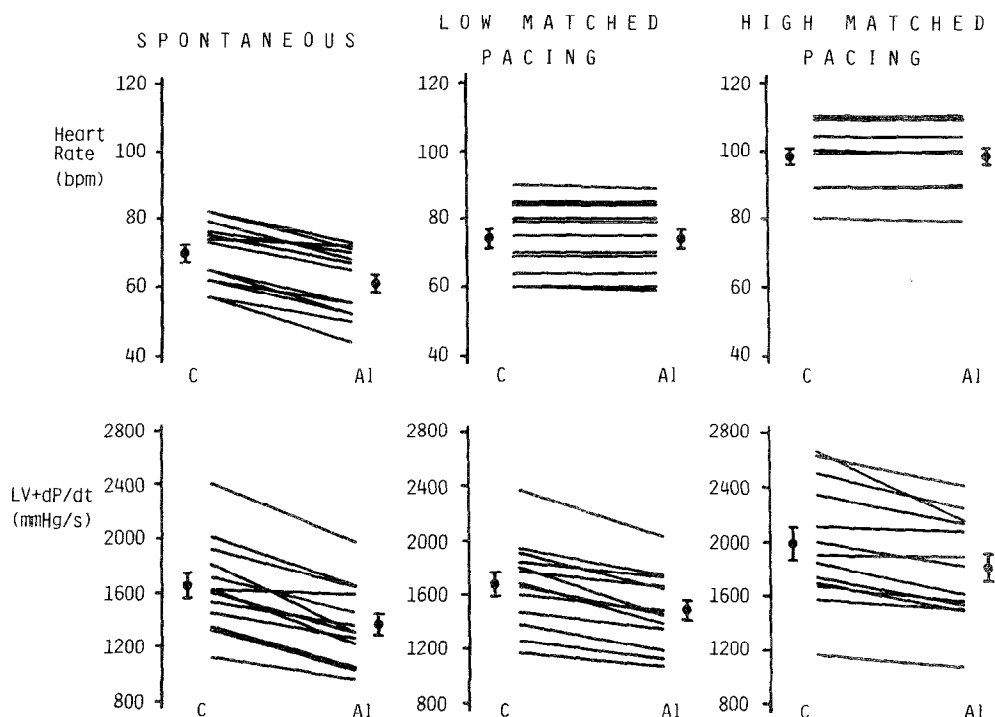 SPONTANEOUS
LOW MATCHED
PACING
HIGH MATCHED
PACING
Heart
Rate
(bpm)
120
100
80
60
40
C
Al
120
100
80
60
40
C
Al
120
100
80
60
40
C
Al
LV+dP/dt
(mmHg/s)
2800
2400
2000
1600
1200
800
C
Al
2800
2400
2000
1600
1200
800
C
Al
2800
2400
2000
1600
1200
800
C
Al